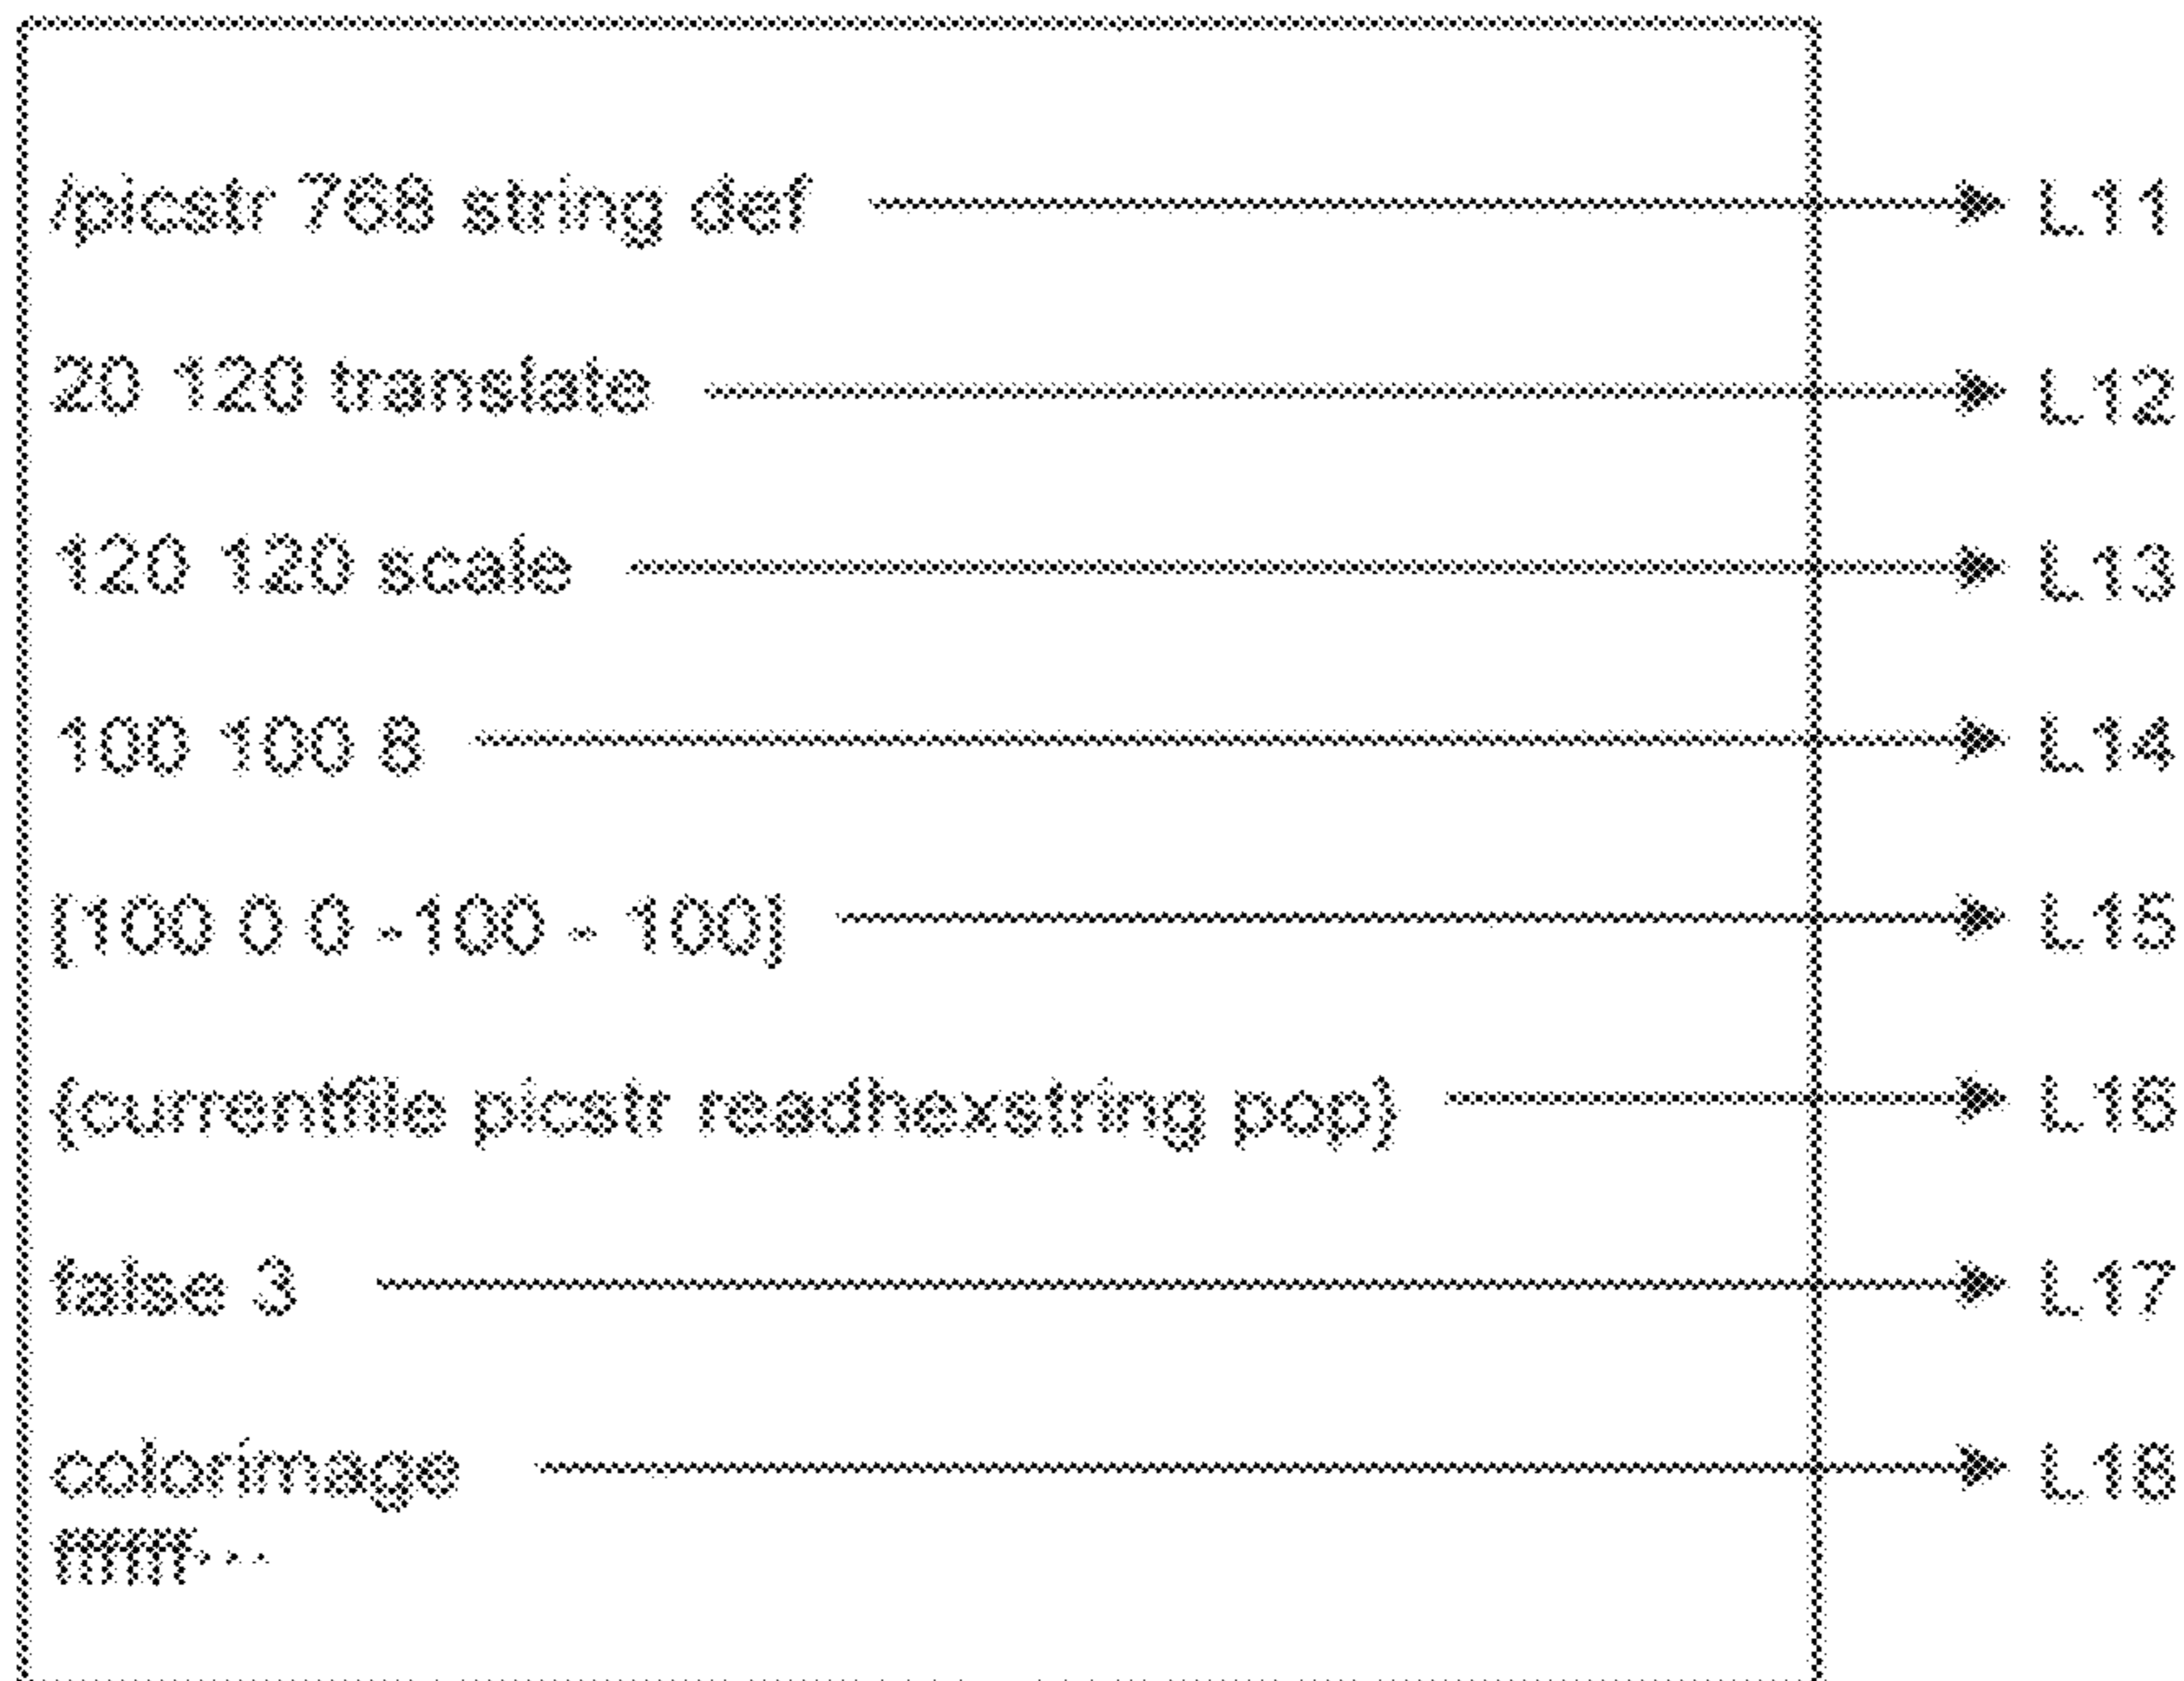 /picstr 768 string def L11
20 120 translate L12
120 120 scale L13
100 100 8 L14
[100 0 0 -100 - 100] L15
{currentfile picstr readhexstring pop} L16
false 3 L17
colorimage L18